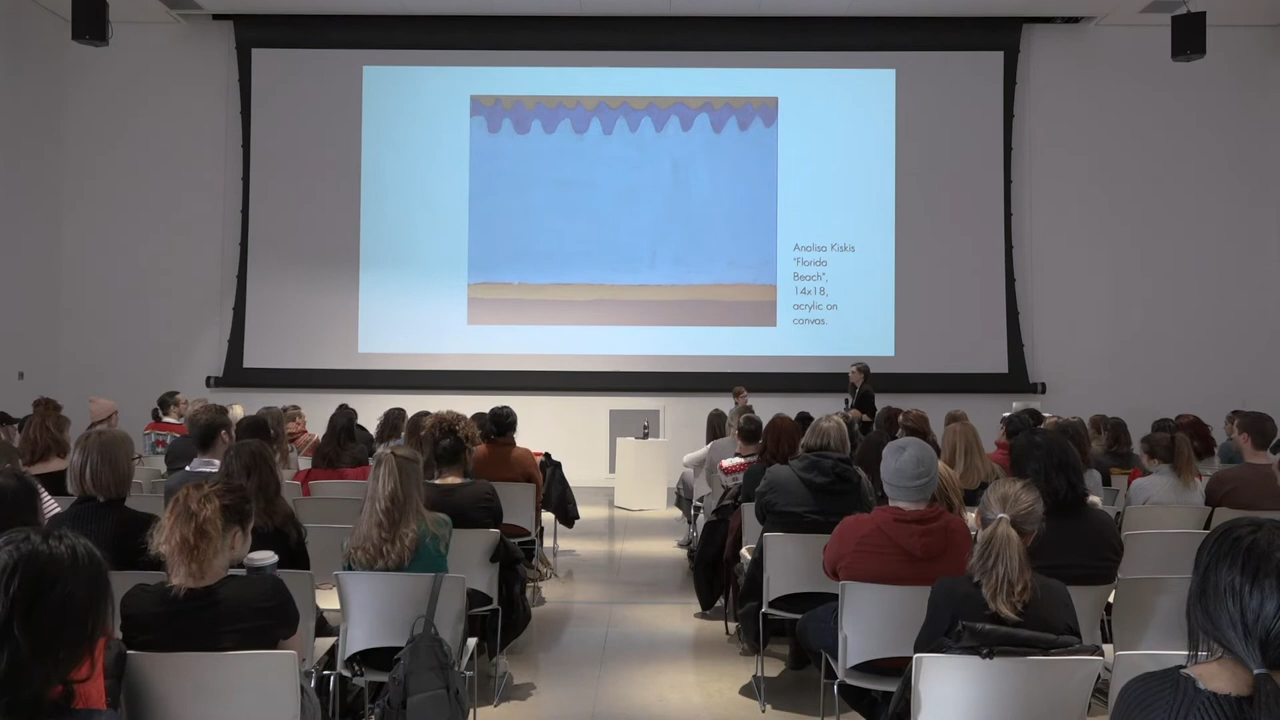 Analisa Kiskis
"Florida
Beach",
14x18,
acrylic on
canvas.